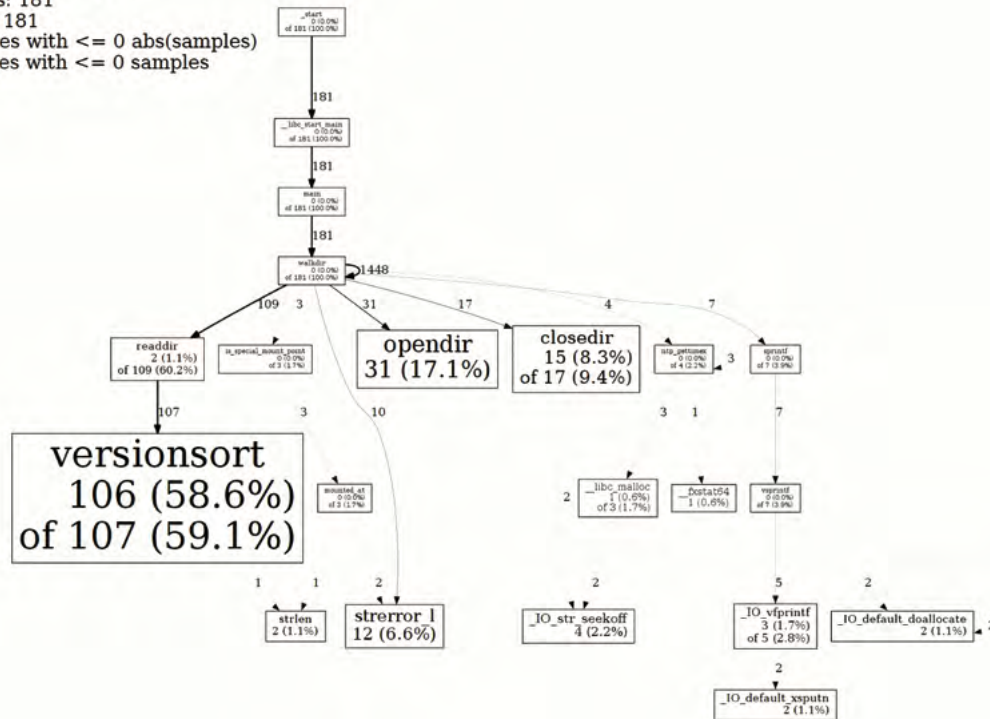 s: 181
181
es with <= 0 abs(samples)
es with <= 0 samples
_start
0 (0.0%)
of 181 (100.0%)
181
__libc_start_main
0 (0.0%)
of 181 (100.0%)
181
main
0 (0.0%)
of 181 (100.0%)
181
walkdir
0 (0.0%)
of 181 (100.0%)
1448
109
3
31
17
4
7
readdir
2 (1.1%)
of 109 (60.2%)
is_special_mount_point
0 (0.0%)
of 3 (1.7%)
opendir
31 (17.1%)
closedir
15 (8.3%)
of 17 (9.4%)
0 (0.0%)
of 4 (2.2%)
3
sprintf
0 (0.0%)
of 7 (3.9%)
107
3
10
3
1
7
versionsort
106 (58.6%)
of 107 (59.1%)
mounted_at
0 (0.0%)
of 3 (1.7%)
2
__libc_malloc
1 (0.6%)
of 3 (1.7%)
__fxstat64
1 (0.6%)
vsprintf
0 (0.0%)
of 7 (3.9%)
1
1
2
2
5
2
strlen
2 (1.1%)
strerror_l
12 (6.6%)
_IO_str_seekoff
4 (2.2%)
_IO_vfprintf
3 (1.7%)
of 5 (2.8%)
_IO_default_doallocate
2 (1.1%)
2
_IO_default_xsputn
2 (1.1%)